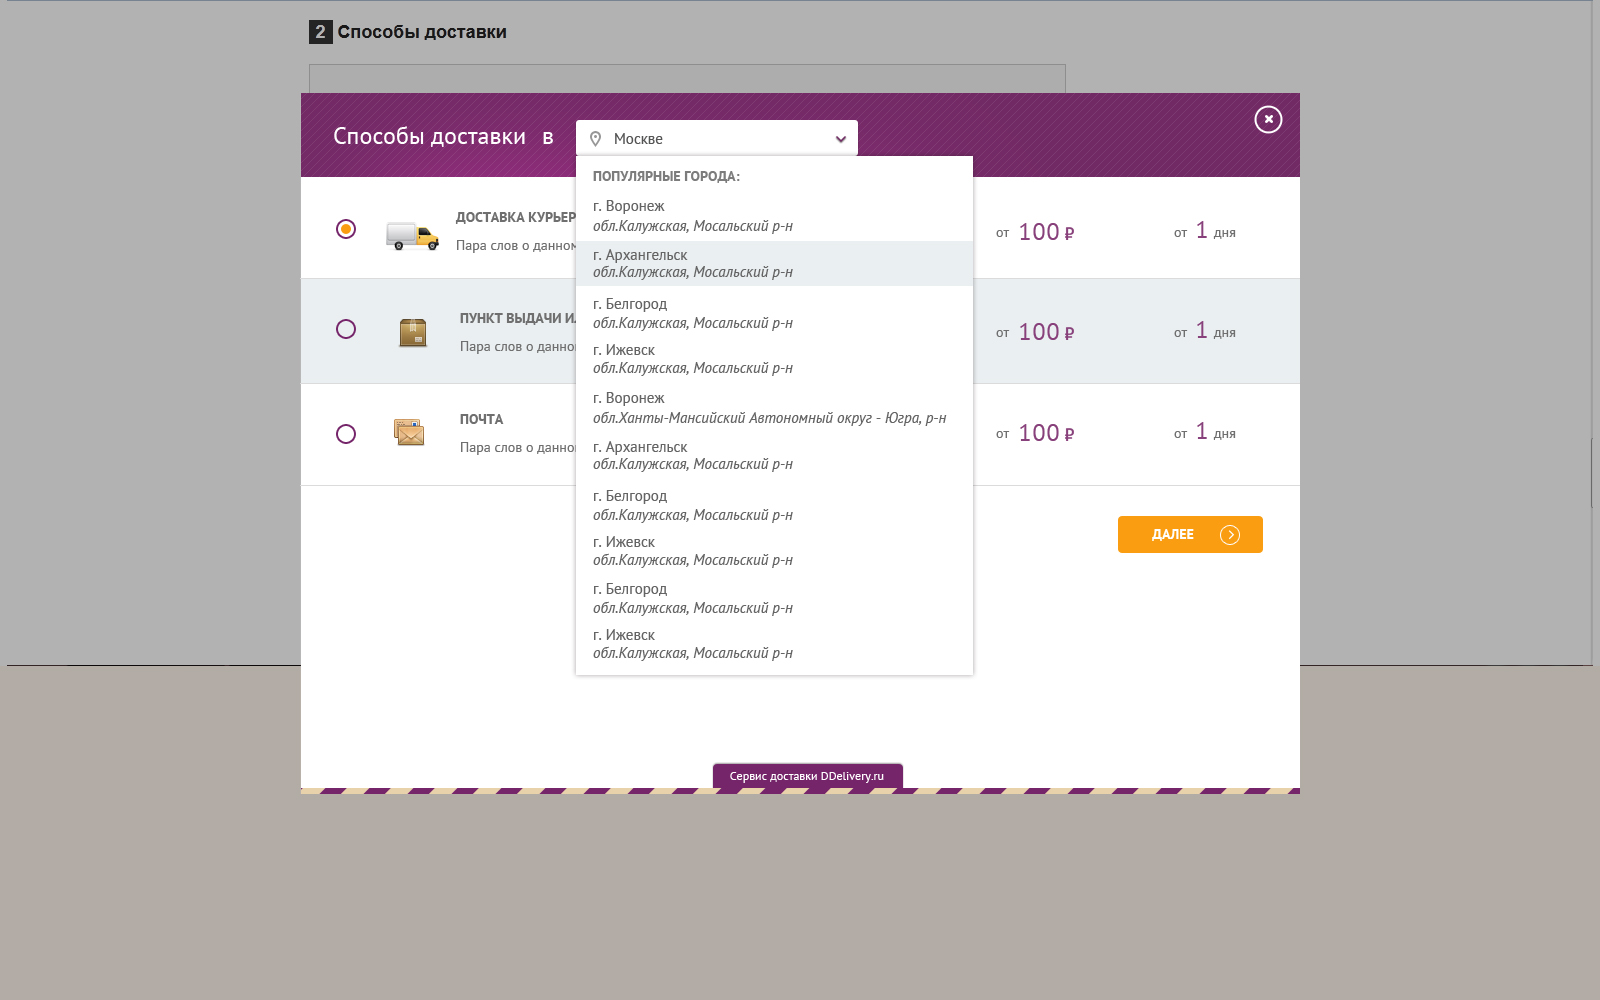 2 Способы доставки
Способы доставки в Москве
ПОПУЛЯРНЫЕ ГОРОДА:
г. Воронеж
обл.Калужская, Мосальский р-н
г. Архангельск
обл.Калужская, Мосальский р-н
г. Белгород
обл.Калужская, Мосальский р-н
г. Ижевск
обл.Калужская, Мосальский р-н
г. Воронеж
обл.Ханты-Мансийский Автономный округ - Югра, р-н
г. Архангельск
обл.Калужская, Мосальский р-н
г. Белгород
обл.Калужская, Мосальский р-н
г. Ижевск
обл.Калужская, Мосальский р-н
г. Белгород
обл.Калужская, Мосальский р-н
г. Ижевск
обл.Калужская, Мосальский р-н
ДОСТАВКА КУРЬЕР
Пара слов о данном
от 100 ₽ от 1 дня
ПУНКТ ВЫДАЧИ
Пара слов о данно
от 100 ₽ от 1 дня
ПОЧТА
Пара слов о данно
от 100 ₽ от 1 дня
ДАЛЕЕ
Сервис доставки DDelivery.ru